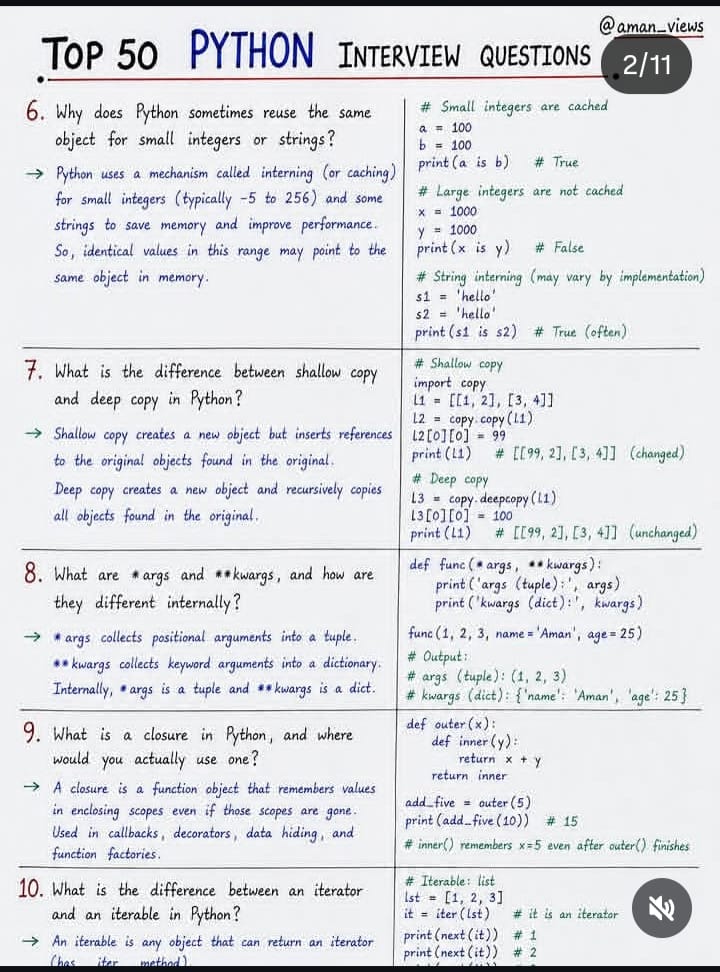 @aman_views
TOP 50 PYTHON INTERVIEW QUESTIONS
2/11
6. Why does Python sometimes reuse the same
object for small integers or strings?
→ Python uses a mechanism called interning (or caching)
for small integers (typically -5 to 256) and some
strings to save memory and improve performance.
So, identical values in this range may point to the
same object in memory.
# Small integers are cached
a = 100
b = 100
print(a is b) # True
# Large integers are not cached
x = 1000
y = 1000
print(x is y) # False
# String interning (may vary by implementation)
s1 = 'hello'
s2 = 'hello'
print(s1 is s2) # True (often)
7. What is the difference between shallow copy
and deep copy in Python?
→ Shallow copy creates a new object but inserts references
to the original objects found in the original.
Deep copy creates a new object and recursively copies
all objects found in the original.
# Shallow copy
import copy
L1 = [[1, 2], [3, 4]]
L2 = copy.copy(L1)
L2[0][0] = 99
print(L1) # [[99, 2], [3, 4]] (changed)
# Deep copy
L3 = copy.deepcopy(L1)
L3[0][0] = 100
print(L1) # [[99, 2], [3, 4]] (unchanged)
8. What are *args and **kwargs, and how are
they different internally?
→ *args collects positional arguments into a tuple.
**kwargs collects keyword arguments into a dictionary.
Internally, *args is a tuple and **kwargs is a dict.
def func(*args, **kwargs):
print('args (tuple):', args)
print('kwargs (dict):', kwargs)
func(1, 2, 3, name='Aman', age=25)
# Output:
# args (tuple): (1, 2, 3)
# kwargs (dict): {'name': 'Aman', 'age': 25}
9. What is a closure in Python, and where
would you actually use one?
→ A closure is a function object that remembers values
in enclosing scopes even if those scopes are gone.
Used in callbacks, decorators, data hiding, and
function factories.
def outer(x):
def inner(y):
return x + y
return inner
add_five = outer(5)
print(add_five(10)) # 15
# inner() remembers x=5 even after outer() finishes
10. What is the difference between an iterator
and an iterable in Python?
→ An iterable is any object that can return an iterator
(has __iter__ method).
# Iterable: list
lst = [1, 2, 3]
it = iter(lst) # it is an iterator
print(next(it)) # 1
print(next(it)) # 2